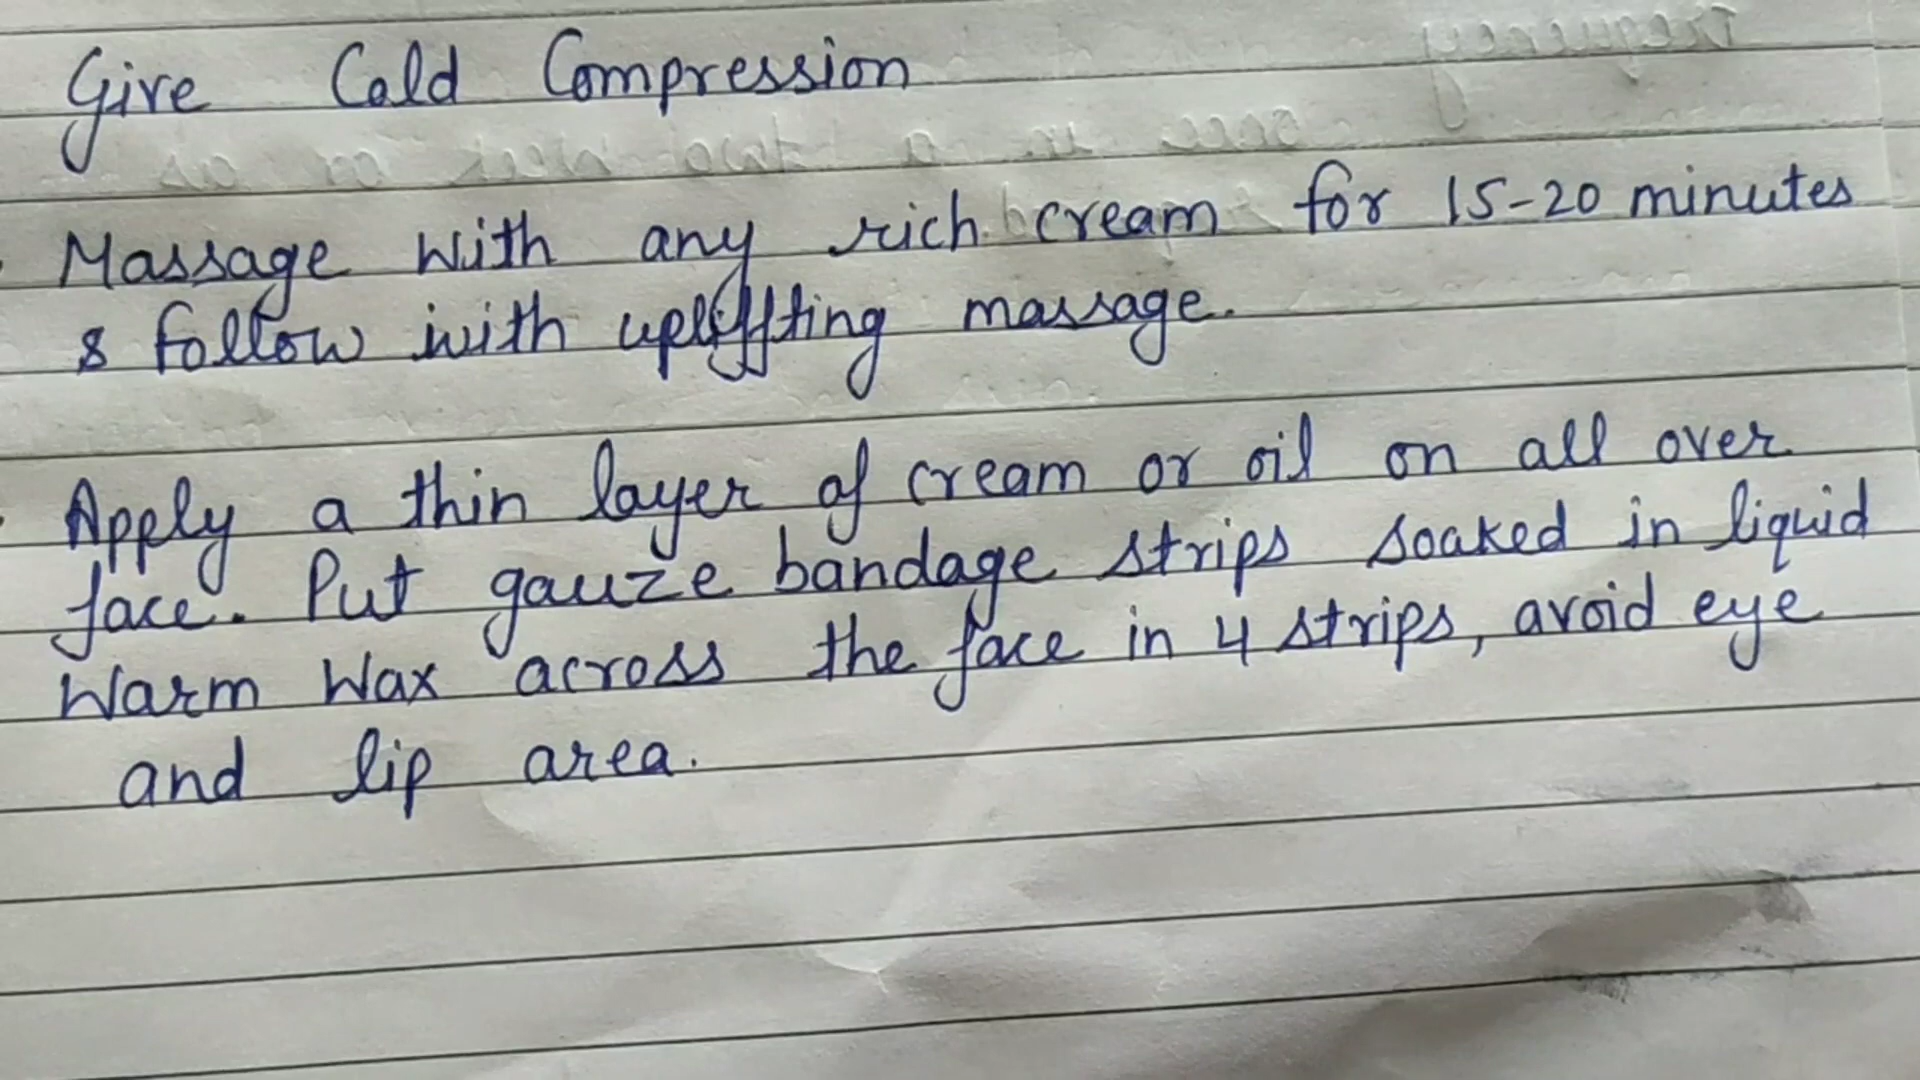 Give Cold Compression
Massage with any rich cream for 15-20 minutes
& follow with upliffting massage.
Apply a thin layer of cream or oil on all over
face. Put gauze bandage strips soaked in liquid
Warm Wax across the face in 4 strips, avoid eye
and lip area.